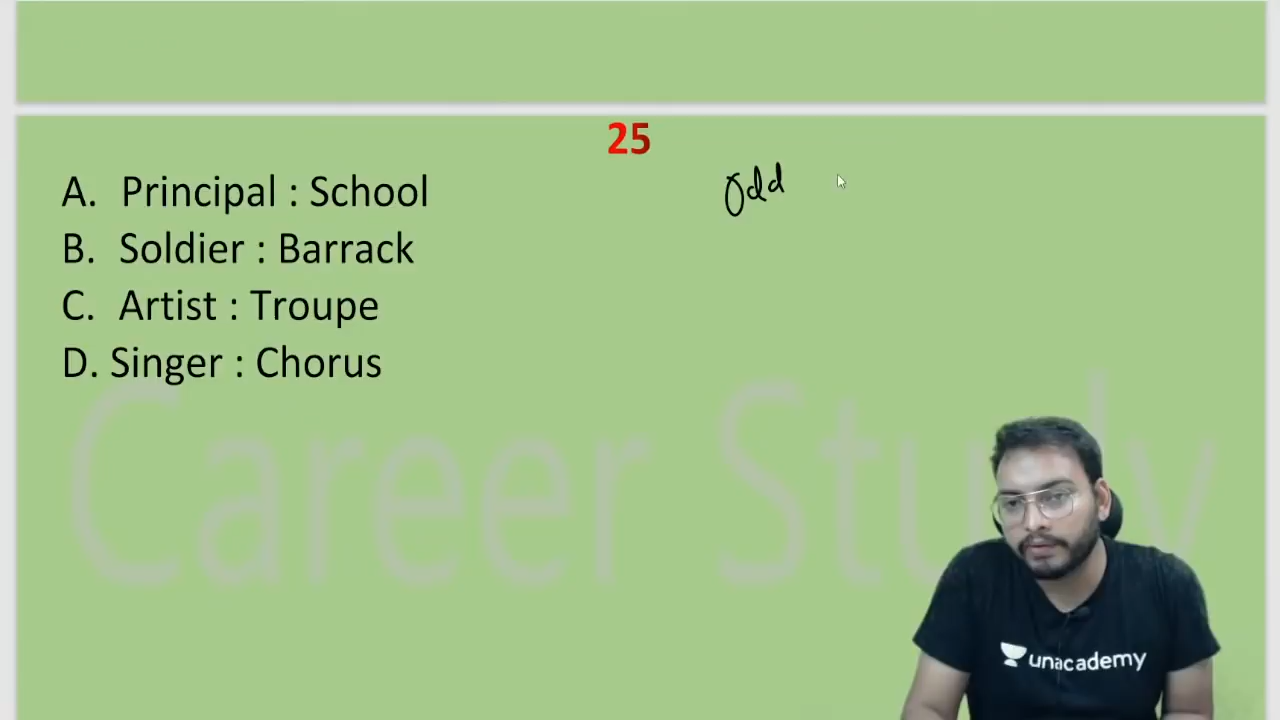 25
A. Principal : School
Odd
B. Soldier : Barrack
C. Artist : Troupe
D. Singer : Chorus
Career Study
unacademy